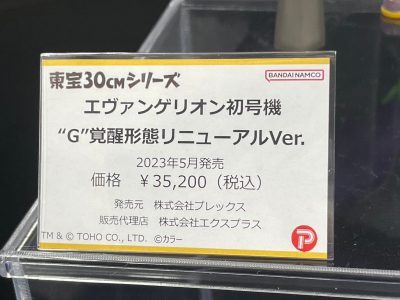 東宝30CMシリーズ
BANDAI NAMCO
エヴァンゲリオン初号機
“G”覚醒形態リニューアルVer.
2023年5月発売
価格　￥35,200（税込）
発売元　株式会社プレックス
販売代理店　株式会社エクスプラス
TM & © TOHO CO., LTD.　©カラー
P